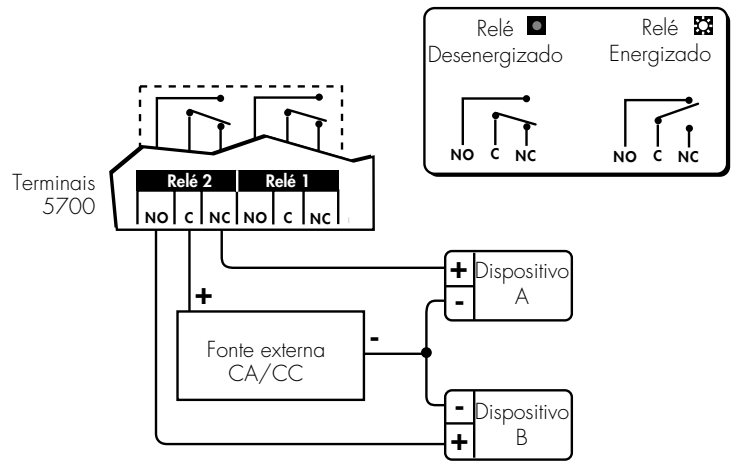 Relé
Desenergizado
NO C NC
Relé
Energizado
NO C NC
Terminais
5700
Relé 2 Relé 1
NO C NC NO C NC
+
Fonte externa
CA/CC
-
+ Dispositivo
- A
- Dispositivo
+ B